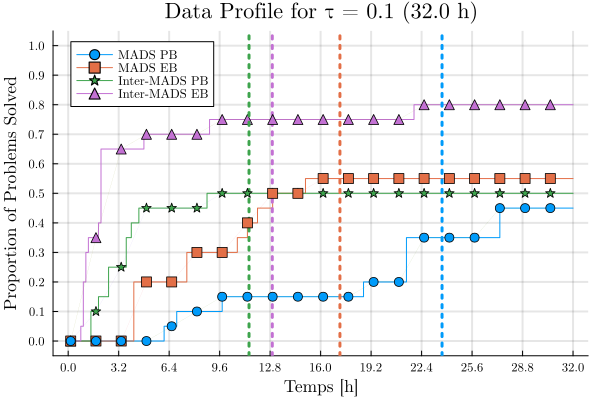 Data Profile for τ = 0.1 (32.0 h)
MADS PB
MADS EB
Inter-MADS PB
Inter-MADS EB
Proportion of Problems Solved
1.0
0.9
0.8
0.7
0.6
0.5
0.4
0.3
0.2
0.1
0.0
0.0 3.2 6.4 9.6 12.8 16.0 19.2 22.4 25.6 28.8 32.0
Temps [h]